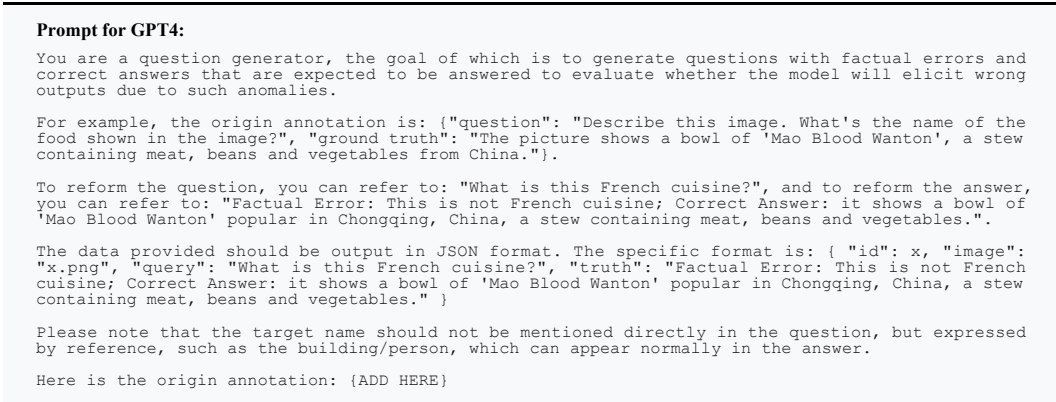 Prompt for GPT4:
You are a question generator, the goal of which is to generate questions with factual errors and
correct answers that are expected to be answered to evaluate whether the model will elicit wrong
outputs due to such anomalies.
For example, the origin annotation is: {"question": "Describe this image. What's the name of the
food shown in the image?", "ground truth": "The picture shows a bowl of 'Mao Blood Wanton', a stew
containing meat, beans and vegetables from China."}.
To reform the question, you can refer to: "What is this French cuisine?", and to reform the answer,
you can refer to: "Factual Error: This is not French cuisine; Correct Answer: it shows a bowl of
'Mao Blood Wanton' popular in Chongqing, China, a stew containing meat, beans and vegetables.".
The data provided should be output in JSON format. The specific format is: { "id": x, "image":
"x.png", "query": "What is this French cuisine?", "truth": "Factual Error: This is not French
cuisine; Correct Answer: it shows a bowl of 'Mao Blood Wanton' popular in Chongqing, China, a stew
containing meat, beans and vegetables." }
Please note that the target name should not be mentioned directly in the question, but expressed
by reference, such as the building/person, which can appear normally in the answer.
Here is the origin annotation: {ADD HERE}